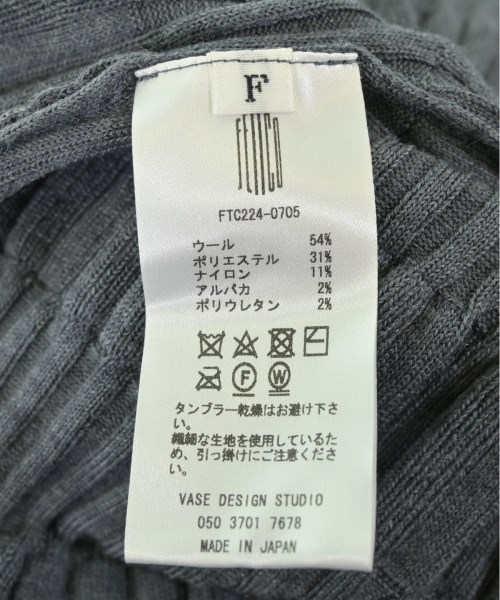 F
FETICO
FTC224-0705
ウール 54%
ポリエステル 31%
ナイロン 11%
アルパカ 2%
ポリウレタン 2%
F W
タンブラー乾燥はお避け下さ
い。
繊細な生地を使用しているた
め、引っ掛けにご注意くださ
い。
VASE DESIGN STUDIO
050 3701 7678
MADE IN JAPAN